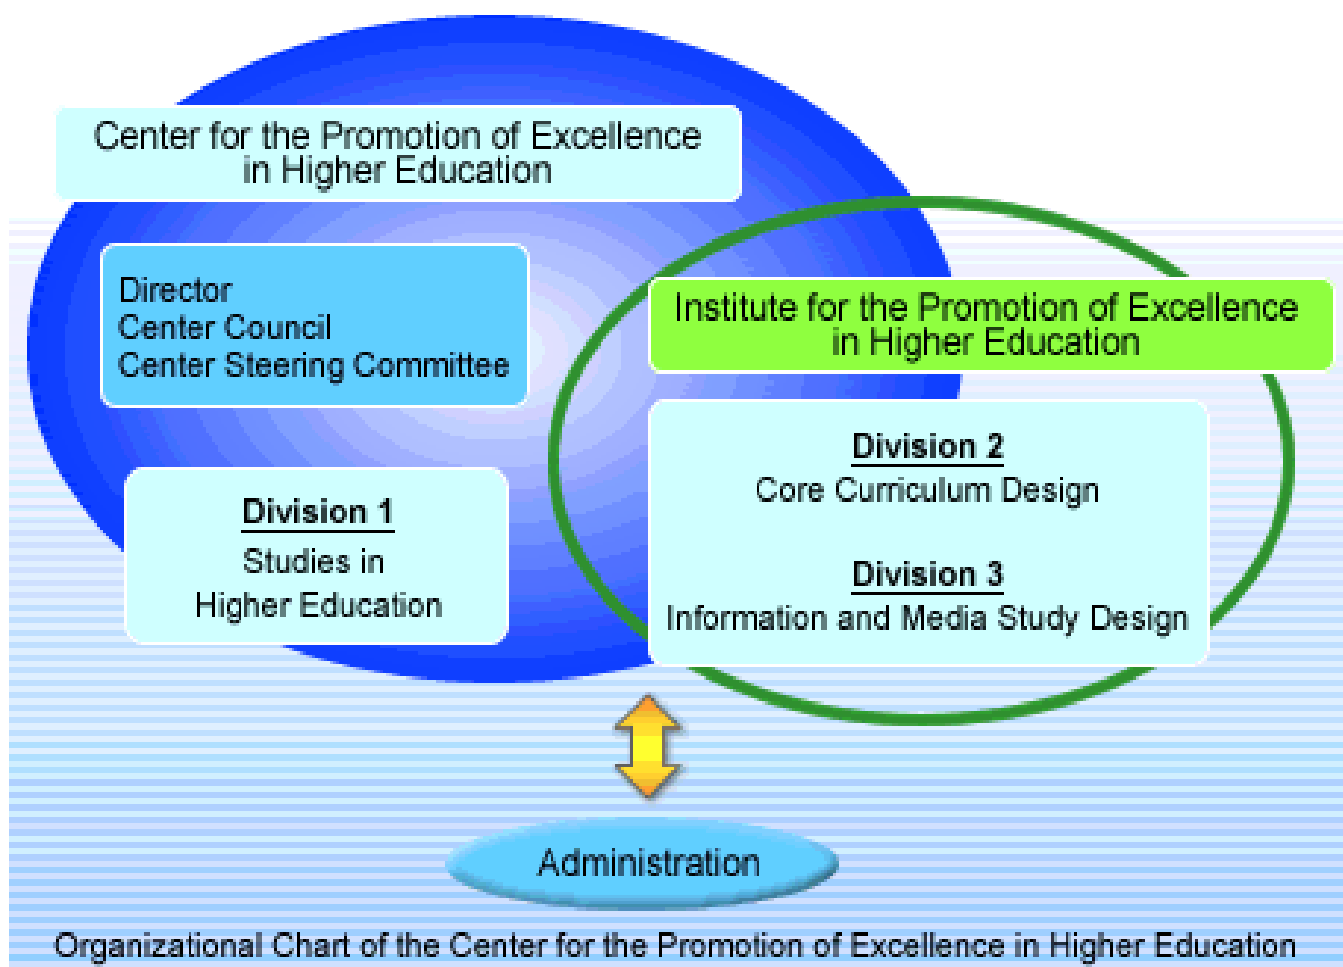 Center for the Promotion of Excellence
in Higher Education
Director
Center Council
Center Steering Committee
Institute for the Promotion of Excellence
in Higher Education
Division 1
Studies in
Higher Education
Division 2
Core Curriculum Design
Division 3
Information and Media Study Design
Administration
Organizational Chart of the Center for the Promotion of Excellence in Higher Education